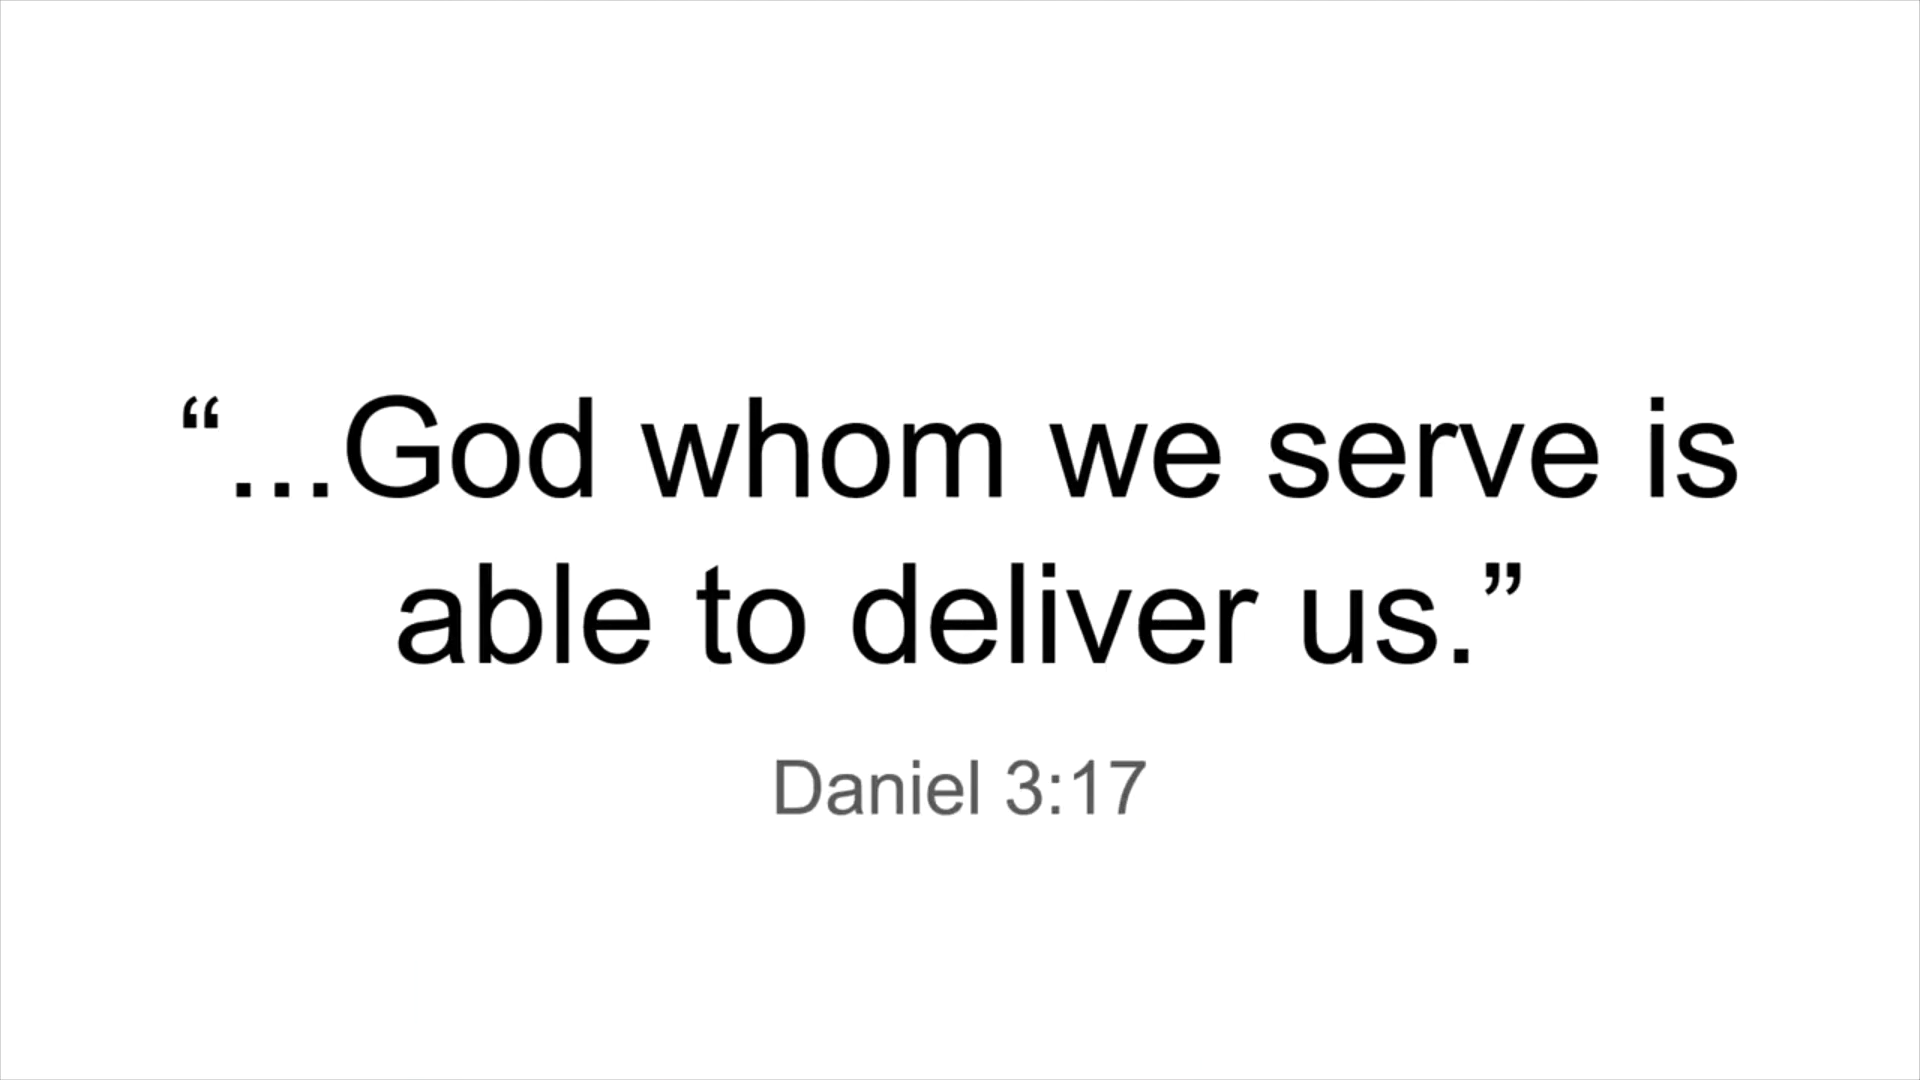 “...God whom we serve is
able to deliver us.”
Daniel 3:17